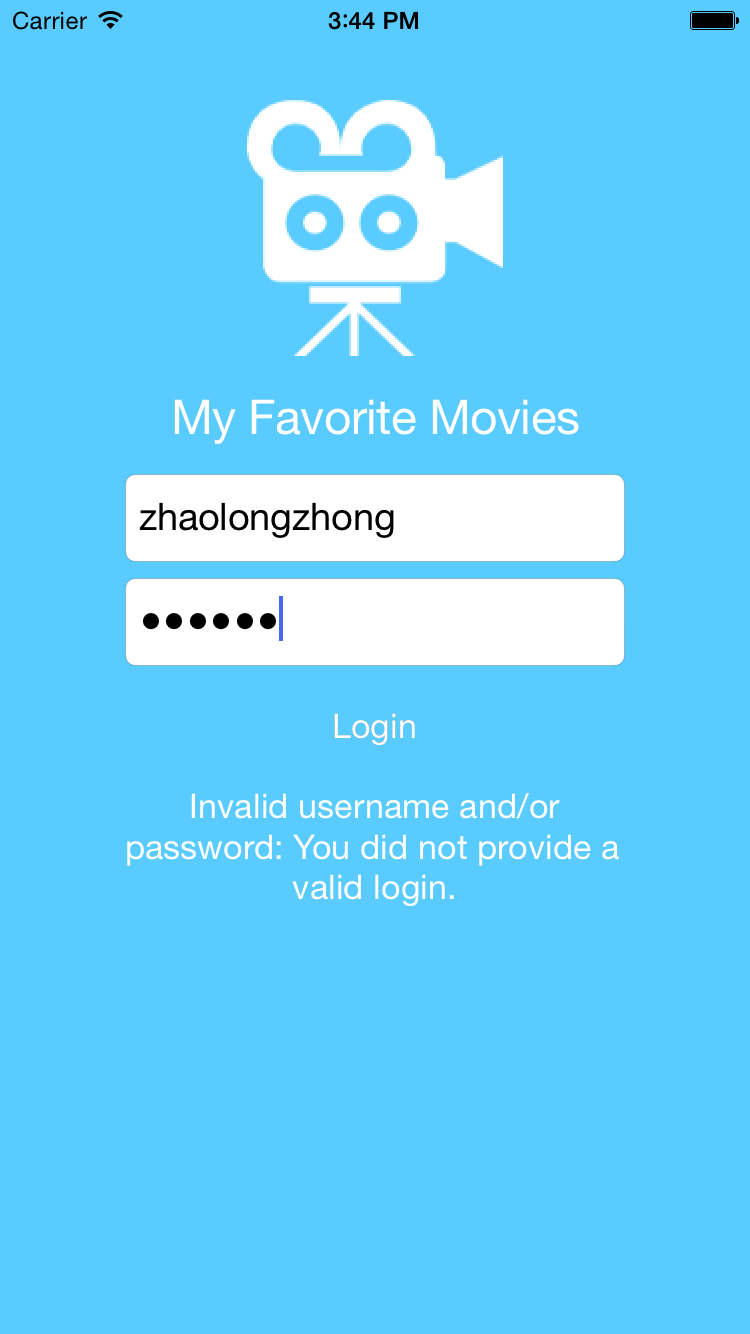 Carrier 3:44 PM
My Favorite Movies
zhaolongzhong
••••••
Login
Invalid username and/or
password: You did not provide a
valid login.